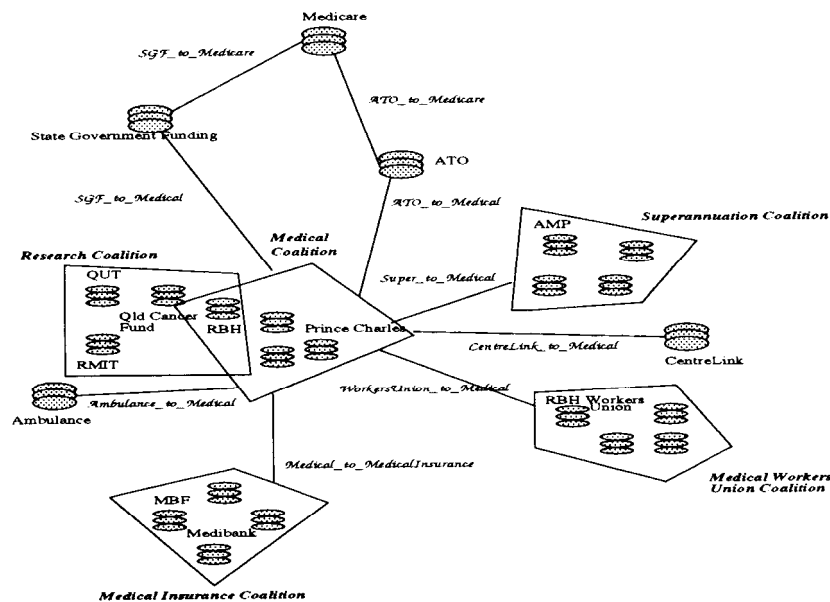 Medicare
SGF_to_Medicare
ATO_to_Medicare
State Government Funding
ATO
SGF_to_Medical
ATO_to_Medical
Superannuation Coalition
AMP
Medical
Coalition
Research Coalition
QUT
Super_to_Medical
Qld Cancer
Fund
RBH
Prince Charles
RMIT
CentreLink_to_Medical
CentreLink
Ambulance
Ambulance_to_Medical
WorkersUnion_to_Medical
RBH Workers
Union
Medical_to_MedicalInsurance
Medical Workers
Union Coalition
MBF
Medibank
Medical Insurance Coalition